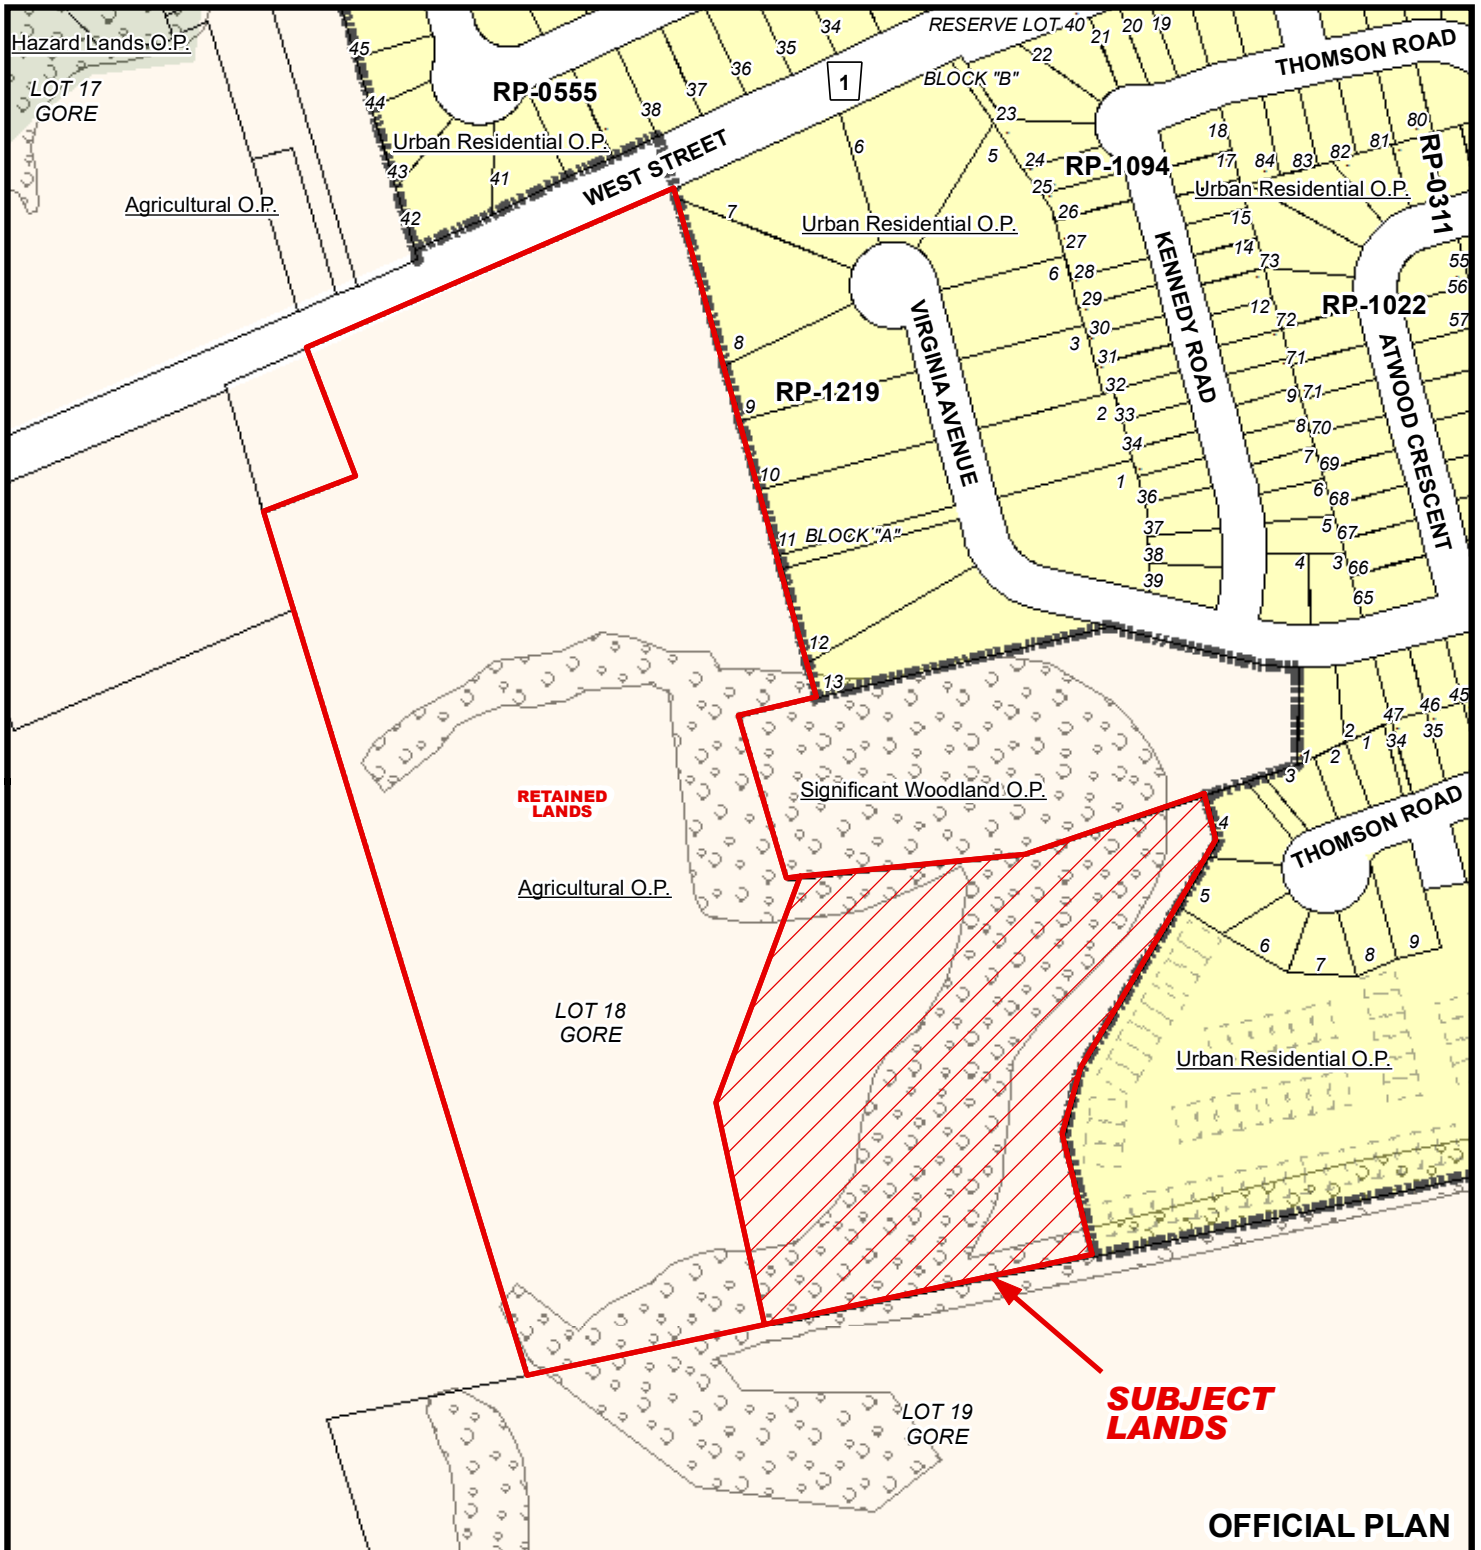 Hazard Lands O.P.
LOT 17
GORE
Agricultural O.P.
45
44
43
42
41
RP-0555
Urban Residential O.P.
38
37
36
35
34
1
WEST STREET
RESERVE LOT 40
BLOCK "B"
22
21
20
19
THOMSON ROAD
23
5
6
7
24
25
26
27
6
28
29
30
3
31
32
2
33
34
1
36
37
38
39
RP-1094
Urban Residential O.P.
18
17
84
83
82
81
80
RP-0311
Urban Residential O.P.
15
14
73
12
72
71
9
71
8
70
7
69
6
68
5
67
4
3
66
65
55
56
57
RP-1022
KENNEDY ROAD
ATWOOD CRESCENT
VIRGINIA AVENUE
8
RP-1219
9
10
11
BLOCK "A"
12
13
Significant Woodland O.P.
RETAINED
LANDS
Agricultural O.P.
LOT 18
GORE
1
2
2
1
47
34
46
35
45
3
4
THOMSON ROAD
5
6
7
8
9
Urban Residential O.P.
SUBJECT
LANDS
LOT 19
GORE
OFFICIAL PLAN